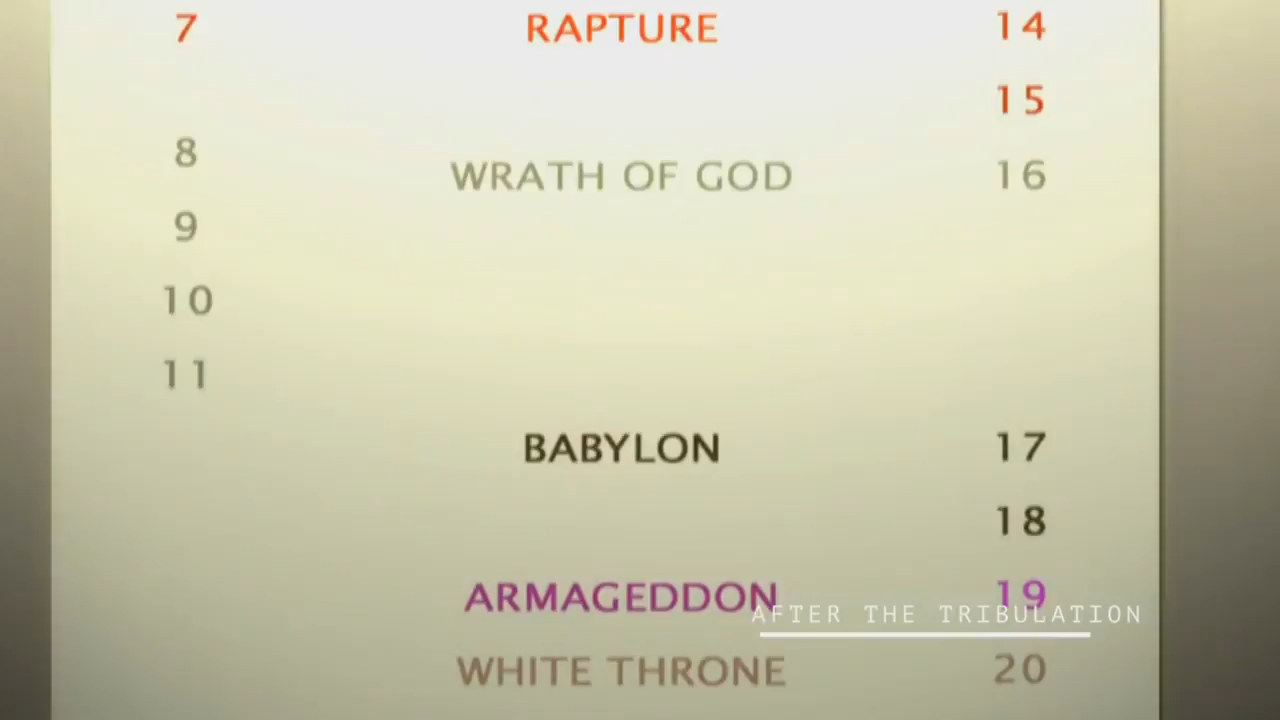 7 RAPTURE 14
15
8
WRATH OF GOD 16
9
10
11
BABYLON 17
18
ARMAGEDDON 19
AFTER THE TRIBULATION
WHITE THRONE 20